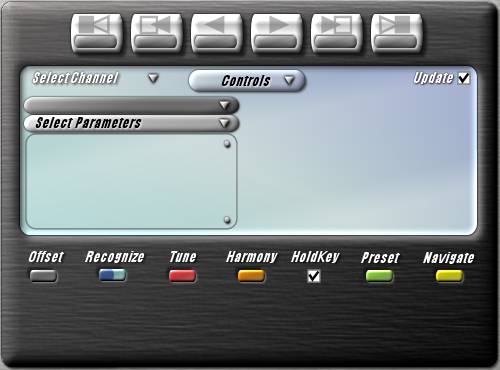 Select Channel Controls Update
Select Parameters
Offset Recognize Tune Harmony HoldKey Preset Navigate